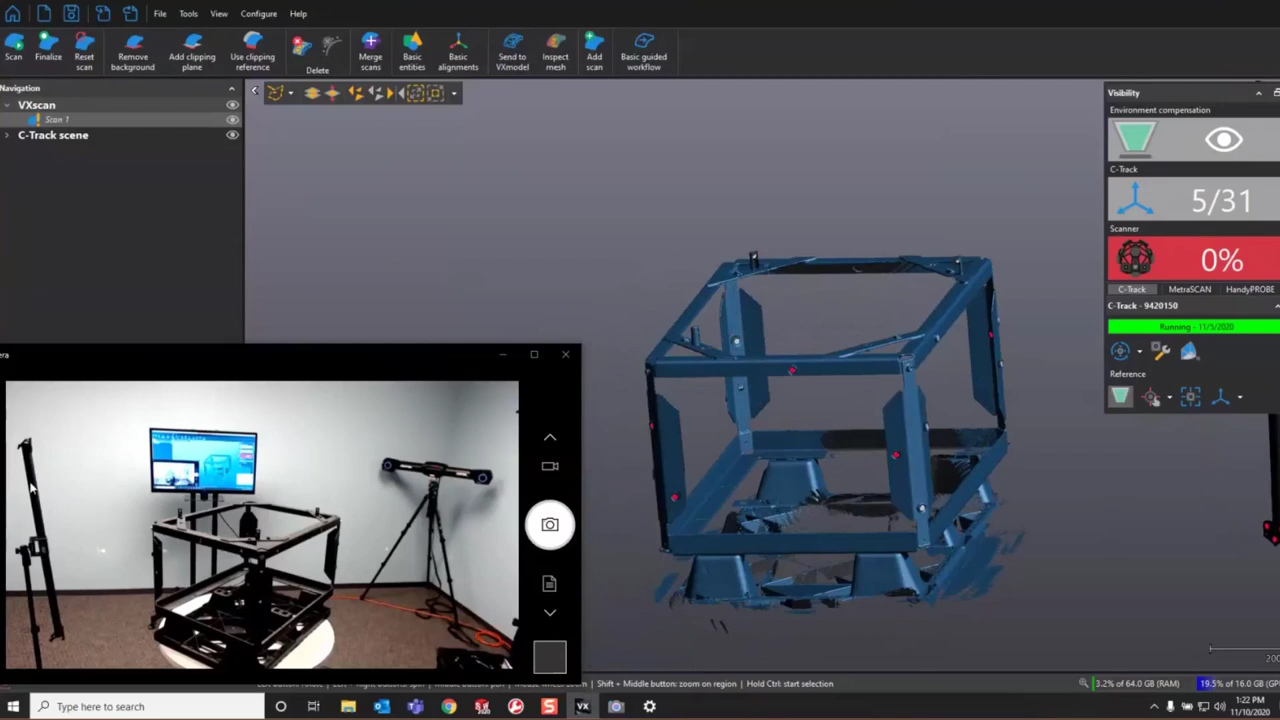 File Tools View Configure Help
Scan Finalize Reset scan Remove background Add clipping plane Use clipping reference Delete Merge scans Basic entities Basic alignments Send to VXmodel Inspect mesh Add scan Basic guided workflow
Navigation
VXscan
Scan 1
C-Track scene
Visibility
Environment compensation
C-Track
5/31
Scanner
0%
C-Track MetraSCAN HandyPROBE
C-Track - 9420150
Running - 11/5/2020
Reference
era
200
Shift + Middle button: zoom on region | Hold Ctrl: start selection
3.2% of 64.0 GB (RAM) 19.5% of 16.0 G
Type here to search
1:22 PM
11/10/2020